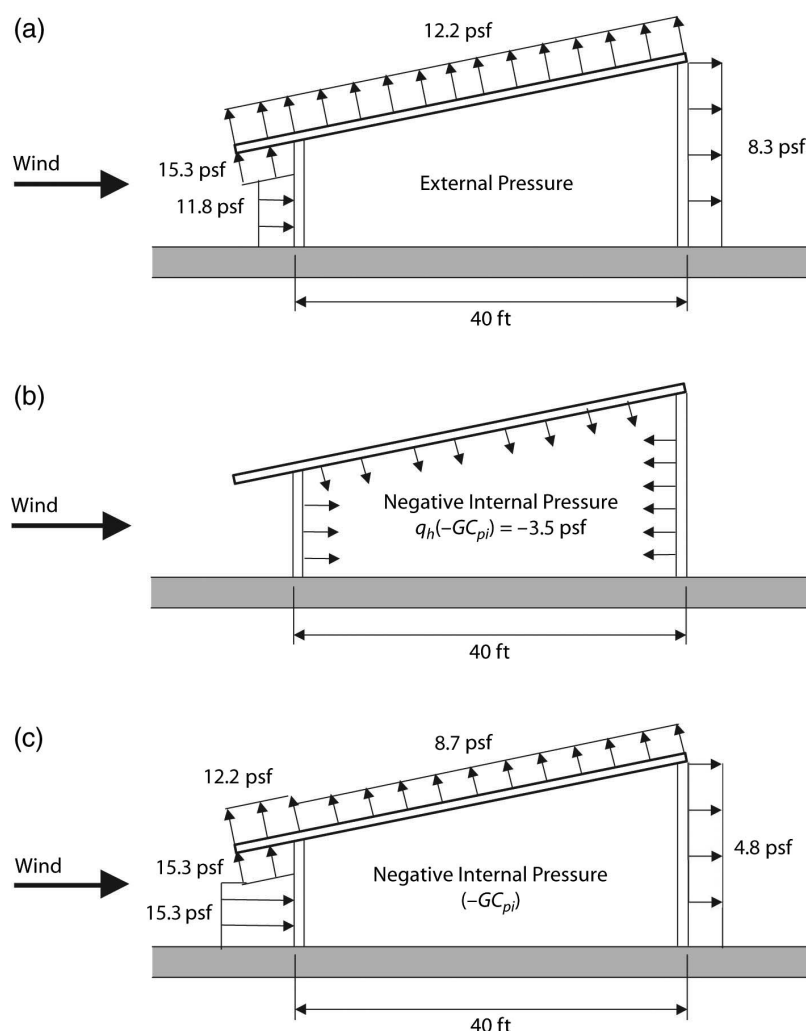 (a)
12.2 psf
Wind
15.3 psf
11.8 psf
External Pressure
8.3 psf
40 ft
(b)
Wind
Negative Internal Pressure
q_h(–GC_pi) = –3.5 psf
40 ft
(c)
8.7 psf
12.2 psf
Wind
15.3 psf
15.3 psf
Negative Internal Pressure
(–GC_pi)
4.8 psf
40 ft